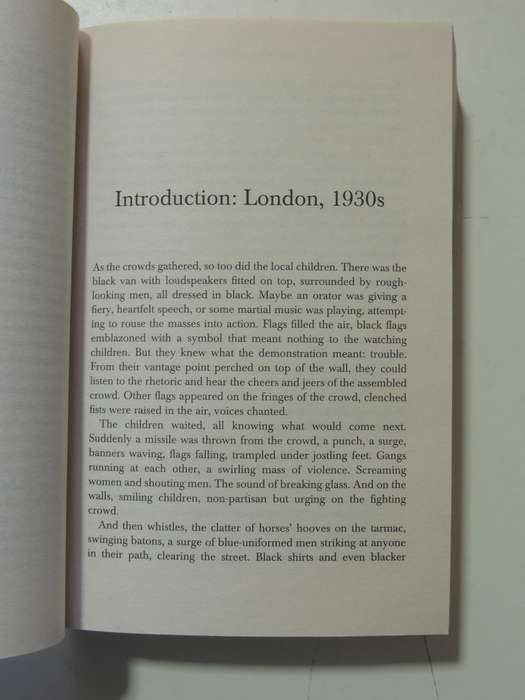 Introduction: London, 1930s
As the crowds gathered, so too did the local children. There was the
black van with loudspeakers fitted on top, surrounded by rough-
looking men, all dressed in black. Maybe an orator was giving a
fiery, heartfelt speech, or some martial music was playing, attempt-
ing to rouse the masses into action. Flags filled the air, black flags
emblazoned with a symbol that meant nothing to the watching
children. But they knew what the demonstration meant: trouble.
From their vantage point perched on top of the wall, they could
listen to the rhetoric and hear the cheers and jeers of the assembled
crowd. Other flags appeared on the fringes of the crowd, clenched
fists were raised in the air, voices chanted.
The children waited, all knowing what would come next.
Suddenly a missile was thrown from the crowd, a punch, a surge,
banners waving, flags falling, trampled under jostling feet. Gangs
running at each other, a swirling mass of violence. Screaming
women and shouting men. The sound of breaking glass. And on the
walls, smiling children, non-partisan but urging on the fighting
crowd.
And then whistles, the clatter of horses' hooves on the tarmac,
swinging batons, a surge of blue-uniformed men striking at anyone
in their path, clearing the street. Black shirts and even blacker